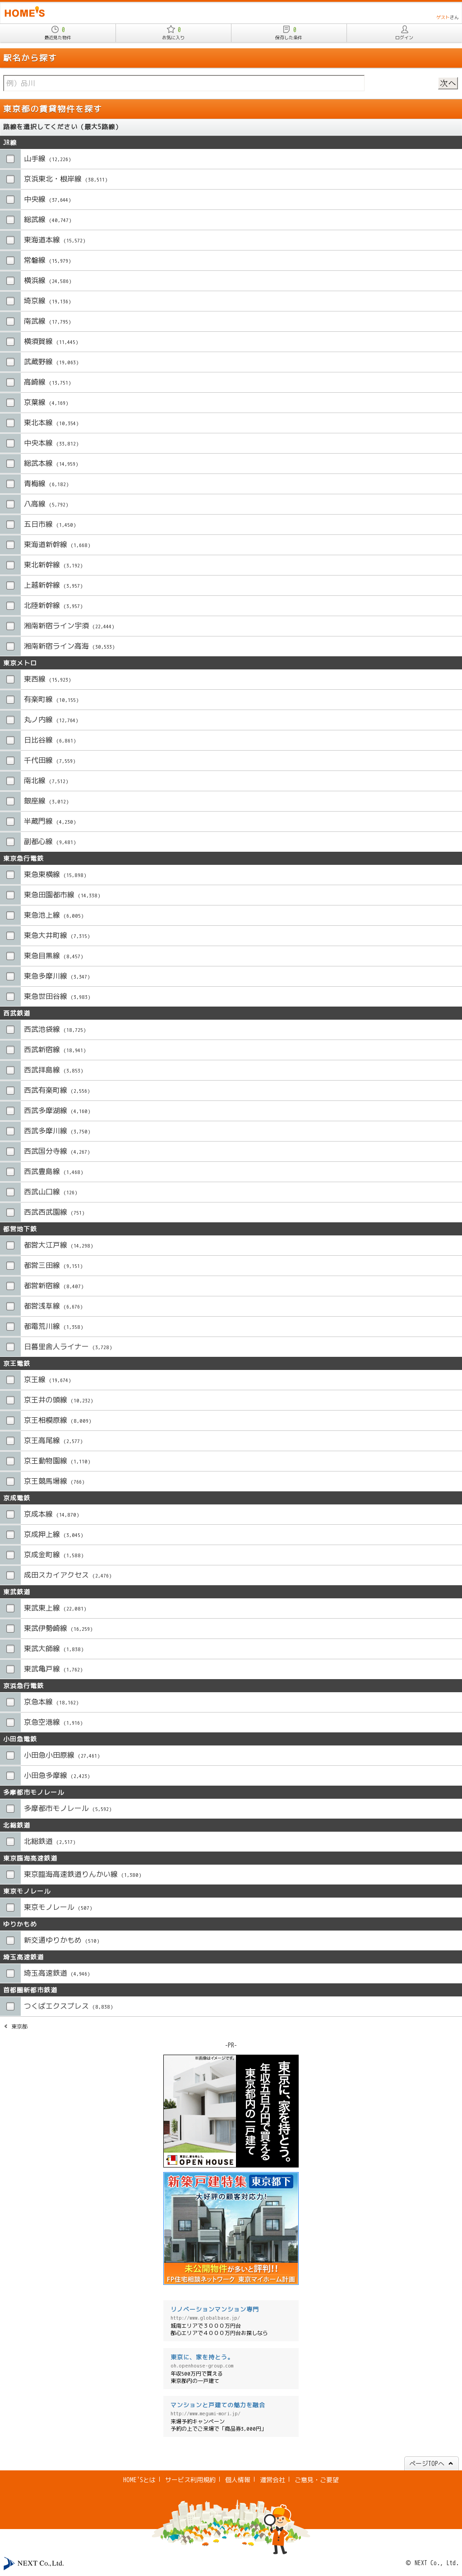 HOME'S
ゲストさん
0
最近見た物件
0
お気に入り
0
保存した条件
ログイン
駅名から探す
例）品川
次へ
東京都の賃貸物件を探す
路線を選択してください（最大5路線）
JR線
山手線 (12,226)
京浜東北・根岸線 (38,511)
中央線 (37,644)
総武線 (40,747)
東海道本線 (15,572)
常磐線 (15,979)
横浜線 (24,586)
埼京線 (19,136)
南武線 (17,795)
横須賀線 (11,445)
武蔵野線 (19,063)
高崎線 (13,751)
京葉線 (4,169)
東北本線 (10,354)
中央本線 (33,812)
総武本線 (14,959)
青梅線 (6,182)
八高線 (5,792)
五日市線 (1,450)
東海道新幹線 (1,668)
東北新幹線 (3,192)
上越新幹線 (3,957)
北陸新幹線 (3,957)
湘南新宿ライン宇須 (22,444)
湘南新宿ライン高海 (30,533)
東京メトロ
東西線 (15,923)
有楽町線 (10,155)
丸ノ内線 (12,764)
日比谷線 (6,881)
千代田線 (7,559)
南北線 (7,512)
銀座線 (3,012)
半蔵門線 (4,230)
副都心線 (9,481)
東京急行電鉄
東急東横線 (15,898)
東急田園都市線 (14,338)
東急池上線 (6,005)
東急大井町線 (7,315)
東急目黒線 (8,457)
東急多摩川線 (3,347)
東急世田谷線 (3,903)
西武鉄道
西武池袋線 (18,725)
西武新宿線 (18,941)
西武拝島線 (3,853)
西武有楽町線 (2,556)
西武多摩湖線 (4,160)
西武多摩川線 (3,750)
西武国分寺線 (4,267)
西武豊島線 (1,468)
西武山口線 (126)
西武西武園線 (751)
都営地下鉄
都営大江戸線 (14,298)
都営三田線 (9,151)
都営新宿線 (8,407)
都営浅草線 (6,676)
都電荒川線 (1,358)
日暮里舎人ライナー (3,728)
京王電鉄
京王線 (19,674)
京王井の頭線 (10,232)
京王相模原線 (8,009)
京王高尾線 (2,577)
京王動物園線 (1,110)
京王競馬場線 (766)
京成電鉄
京成本線 (14,870)
京成押上線 (3,045)
京成金町線 (1,588)
成田スカイアクセス (2,476)
東武鉄道
東武東上線 (22,081)
東武伊勢崎線 (16,259)
東武大師線 (1,838)
東武亀戸線 (1,762)
京浜急行電鉄
京急本線 (18,162)
京急空港線 (1,916)
小田急電鉄
小田急小田原線 (27,461)
小田急多摩線 (2,423)
多摩都市モノレール
多摩都市モノレール (5,592)
北総鉄道
北総鉄道 (2,517)
東京臨海高速鉄道
東京臨海高速鉄道りんかい線 (1,380)
東京モノレール
東京モノレール (507)
ゆりかもめ
新交通ゆりかもめ (510)
埼玉高速鉄道
埼玉高速鉄道 (4,946)
首都圏新都市鉄道
つくばエクスプレス (8,838)
東京都
-PR-
※画像はイメージです。
東京に、家を持とう。
年収五百万円で買える
東京都内の一戸建て
東京に、家を持とう。
OPEN HOUSE
新築戸建特集 東京都下
大好評の顧客対応力!
未公開物件が多いと評判!!
FP住宅相談ネットワーク 東京マイホーム計画
リノベーションマンション専門
http://www.globalbase.jp/
城南エリアで３０００万円台
都心エリアで４０００万円台お探しなら
東京に、家を持とう。
oh.openhouse-group.com
年収500万円で買える
東京都内の一戸建て
マンションと戸建ての魅力を融合
http://www.megami-mori.jp/
来場予約キャンペーン
予約の上でご来場で「商品券3,000円」
ページTOPへ
HOME'Sとは | サービス利用規約 | 個人情報 | 運営会社 | ご意見・ご要望
NEXT Co.,Ltd.
© NEXT Co., Ltd.